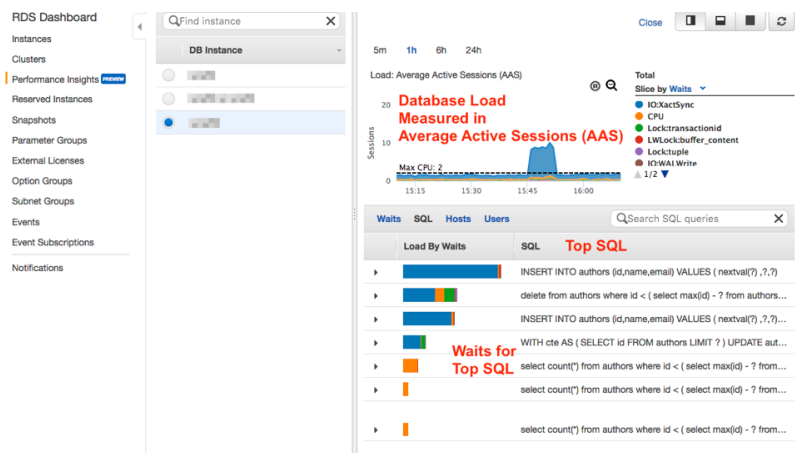 RDS Dashboard
Instances
Clusters
Performance Insights PREVIEW
Reserved Instances
Snapshots
Parameter Groups
External Licenses
Option Groups
Subnet Groups
Events
Event Subscriptions
Notifications
Find instance
DB Instance
Close
5m 1h 6h 24h
Load: Average Active Sessions (AAS)
Total
Slice by Waits
IO:XactSync
CPU
Lock:transactionid
LWLock:buffer_content
Lock:tuple
IO:WALWrite
1/2
Database Load
Measured in
Average Active Sessions (AAS)
Sessions
20
10
0
Max CPU: 2
15:15 15:30 15:45 16:00
Waits SQL Hosts Users
Search SQL queries
Load By Waits SQL Top SQL
INSERT INTO authors (id,name,email) VALUES ( nextval(?) ,?,?)
delete from authors where id < ( select max(id) - ? from authors...
INSERT INTO authors (id,name,email) VALUES ( nextval(?) ,?,?)...
WITH cte AS ( SELECT id FROM authors LIMIT ? ) UPDATE aut...
Waits for
Top SQL
select count(*) from authors where id < ( select max(id) - ? from...
select count(*) from authors where id < ( select max(id) - ? from...
select count(*) from authors where id < ( select max(id) - ? from...